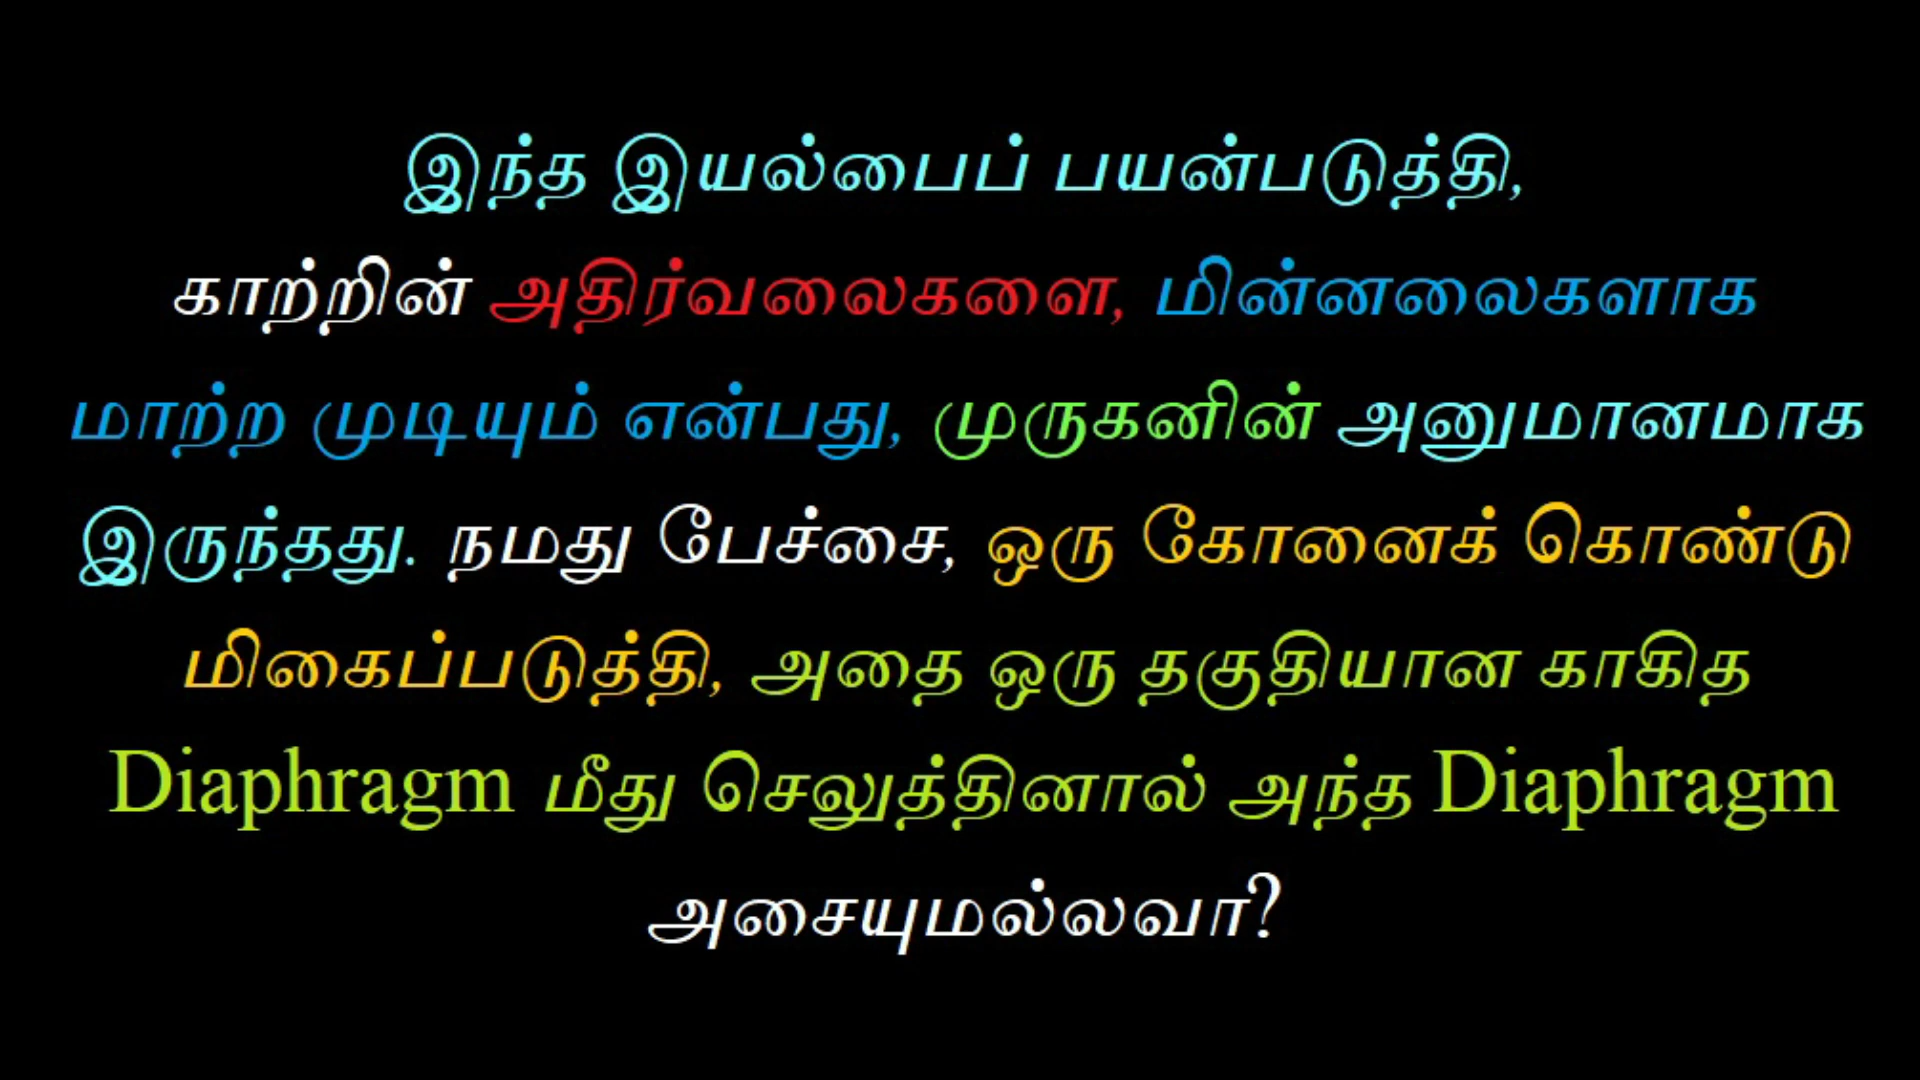 இந்த இயல்பைப் பயன்படுத்தி,
காற்றின் அதிர்வலைகளை, மின்னலைகளாக
மாற்ற முடியும் என்பது, முருகனின் அனுமானமாக
இருந்தது. நமது பேச்சை, ஒரு கோனைக் கொண்டு
மிகைப்படுத்தி, அதை ஒரு தகுதியான காகித
Diaphragm மீது செலுத்தினால் அந்த Diaphragm
அசையுமல்லவா?